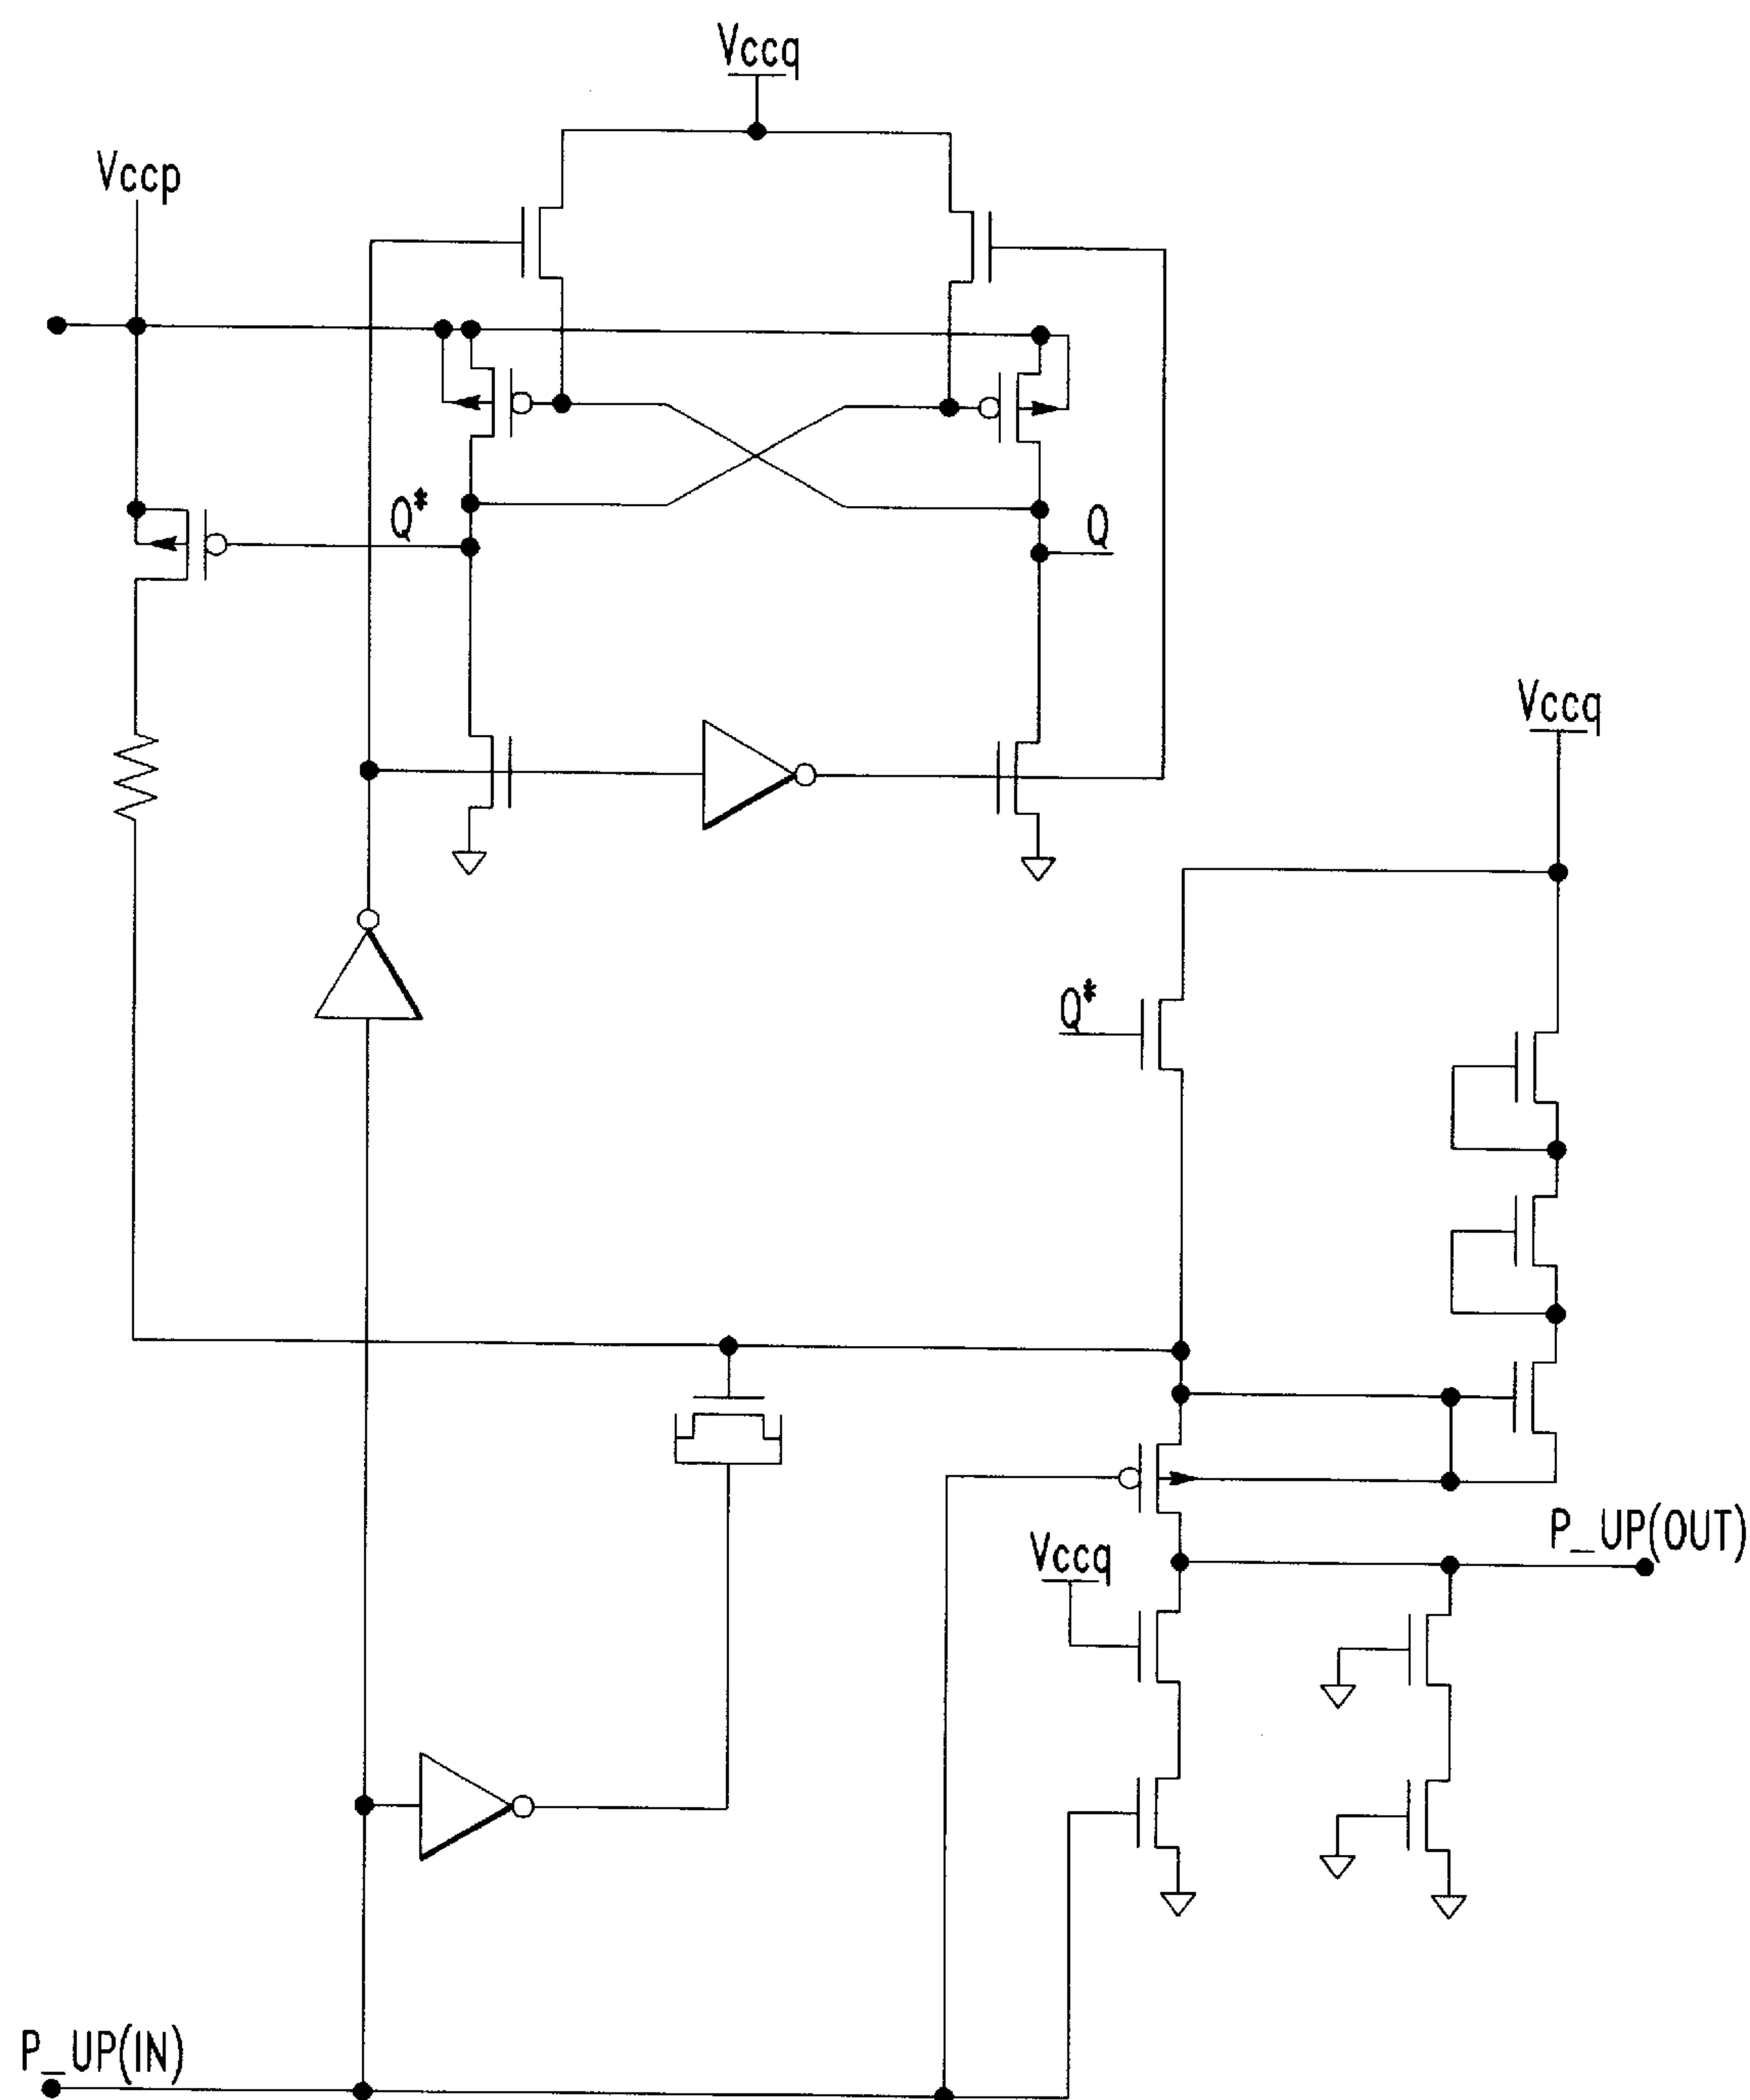 Vccq
Vccp
Q*
Q
Vccq
Q*
P_UP(OUT)
Vccq
P_UP(IN)